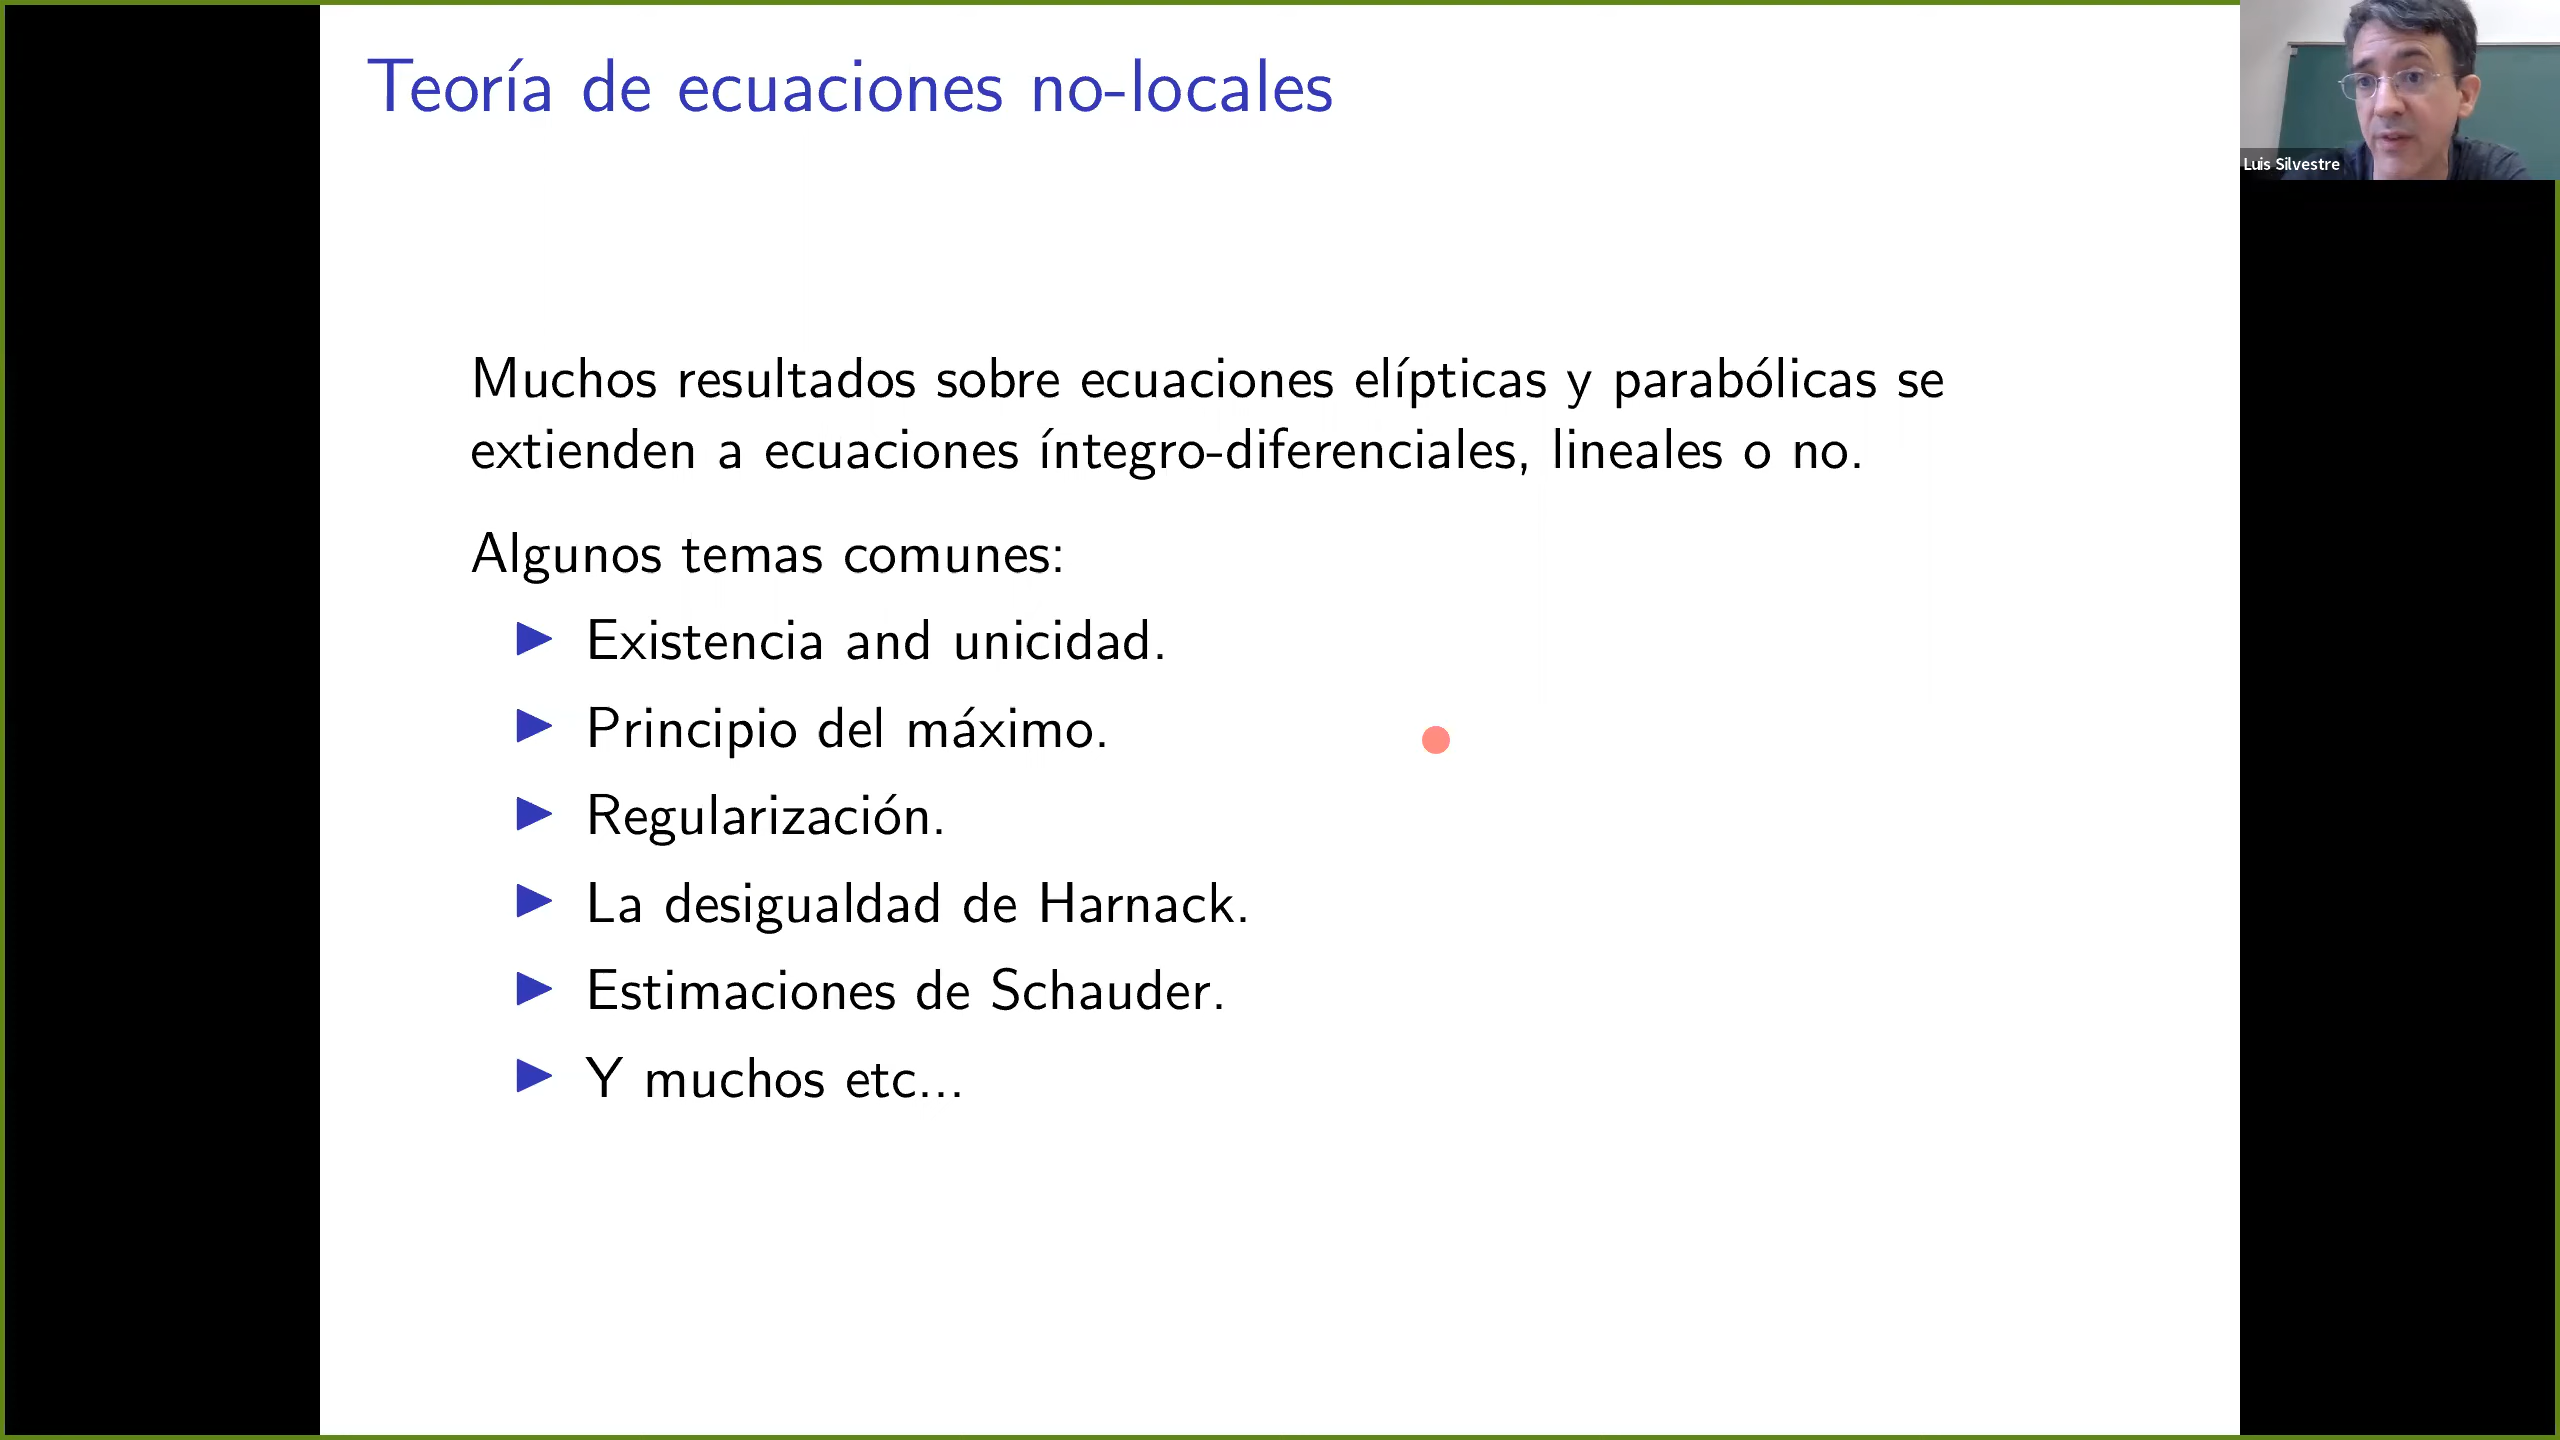 Teoría de ecuaciones no-locales
Luis Silvestre
Muchos resultados sobre ecuaciones elípticas y parabólicas se
extienden a ecuaciones íntegro-diferenciales, lineales o no.
Algunos temas comunes:
Existencia and unicidad.
Principio del máximo.
Regularización.
La desigualdad de Harnack.
Estimaciones de Schauder.
Y muchos etc...